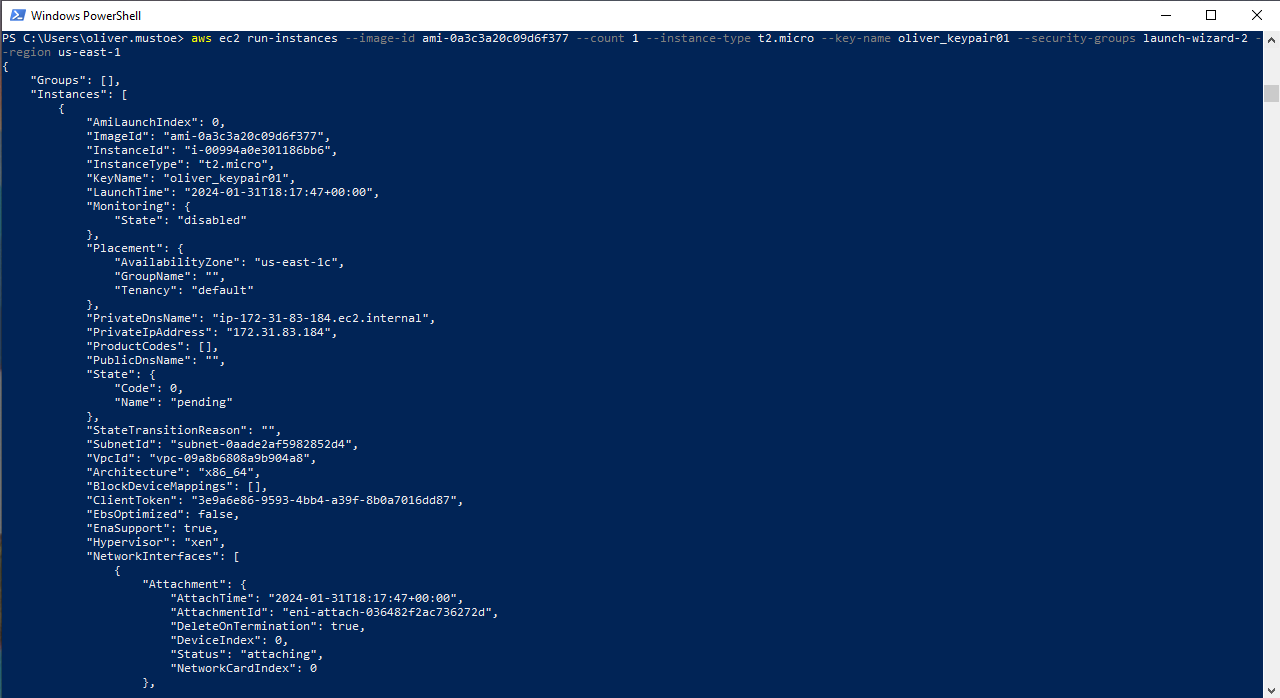 Windows PowerShell
PS C:\Users\oliver.mustoe> aws ec2 run-instances --image-id ami-0a3c3a20c09d6f377 --count 1 --instance-type t2.micro --key-name oliver_keypair01 --security-groups launch-wizard-2 -
-region us-east-1
{
    "Groups": [],
    "Instances": [
        {
            "AmiLaunchIndex": 0,
            "ImageId": "ami-0a3c3a20c09d6f377",
            "InstanceId": "i-00994a0e301186bb6",
            "InstanceType": "t2.micro",
            "KeyName": "oliver_keypair01",
            "LaunchTime": "2024-01-31T18:17:47+00:00",
            "Monitoring": {
                "State": "disabled"
            },
            "Placement": {
                "AvailabilityZone": "us-east-1c",
                "GroupName": "",
                "Tenancy": "default"
            },
            "PrivateDnsName": "ip-172-31-83-184.ec2.internal",
            "PrivateIpAddress": "172.31.83.184",
            "ProductCodes": [],
            "PublicDnsName": "",
            "State": {
                "Code": 0,
                "Name": "pending"
            },
            "StateTransitionReason": "",
            "SubnetId": "subnet-0aade2af5982852d4",
            "VpcId": "vpc-09a8b6808a9b904a8",
            "Architecture": "x86_64",
            "BlockDeviceMappings": [],
            "ClientToken": "3e9a6e86-9593-4bb4-a39f-8b0a7016dd87",
            "EbsOptimized": false,
            "EnaSupport": true,
            "Hypervisor": "xen",
            "NetworkInterfaces": [
                {
                    "Attachment": {
                        "AttachTime": "2024-01-31T18:17:47+00:00",
                        "AttachmentId": "eni-attach-036482f2ac736272d",
                        "DeleteOnTermination": true,
                        "DeviceIndex": 0,
                        "Status": "attaching",
                        "NetworkCardIndex": 0
                    },